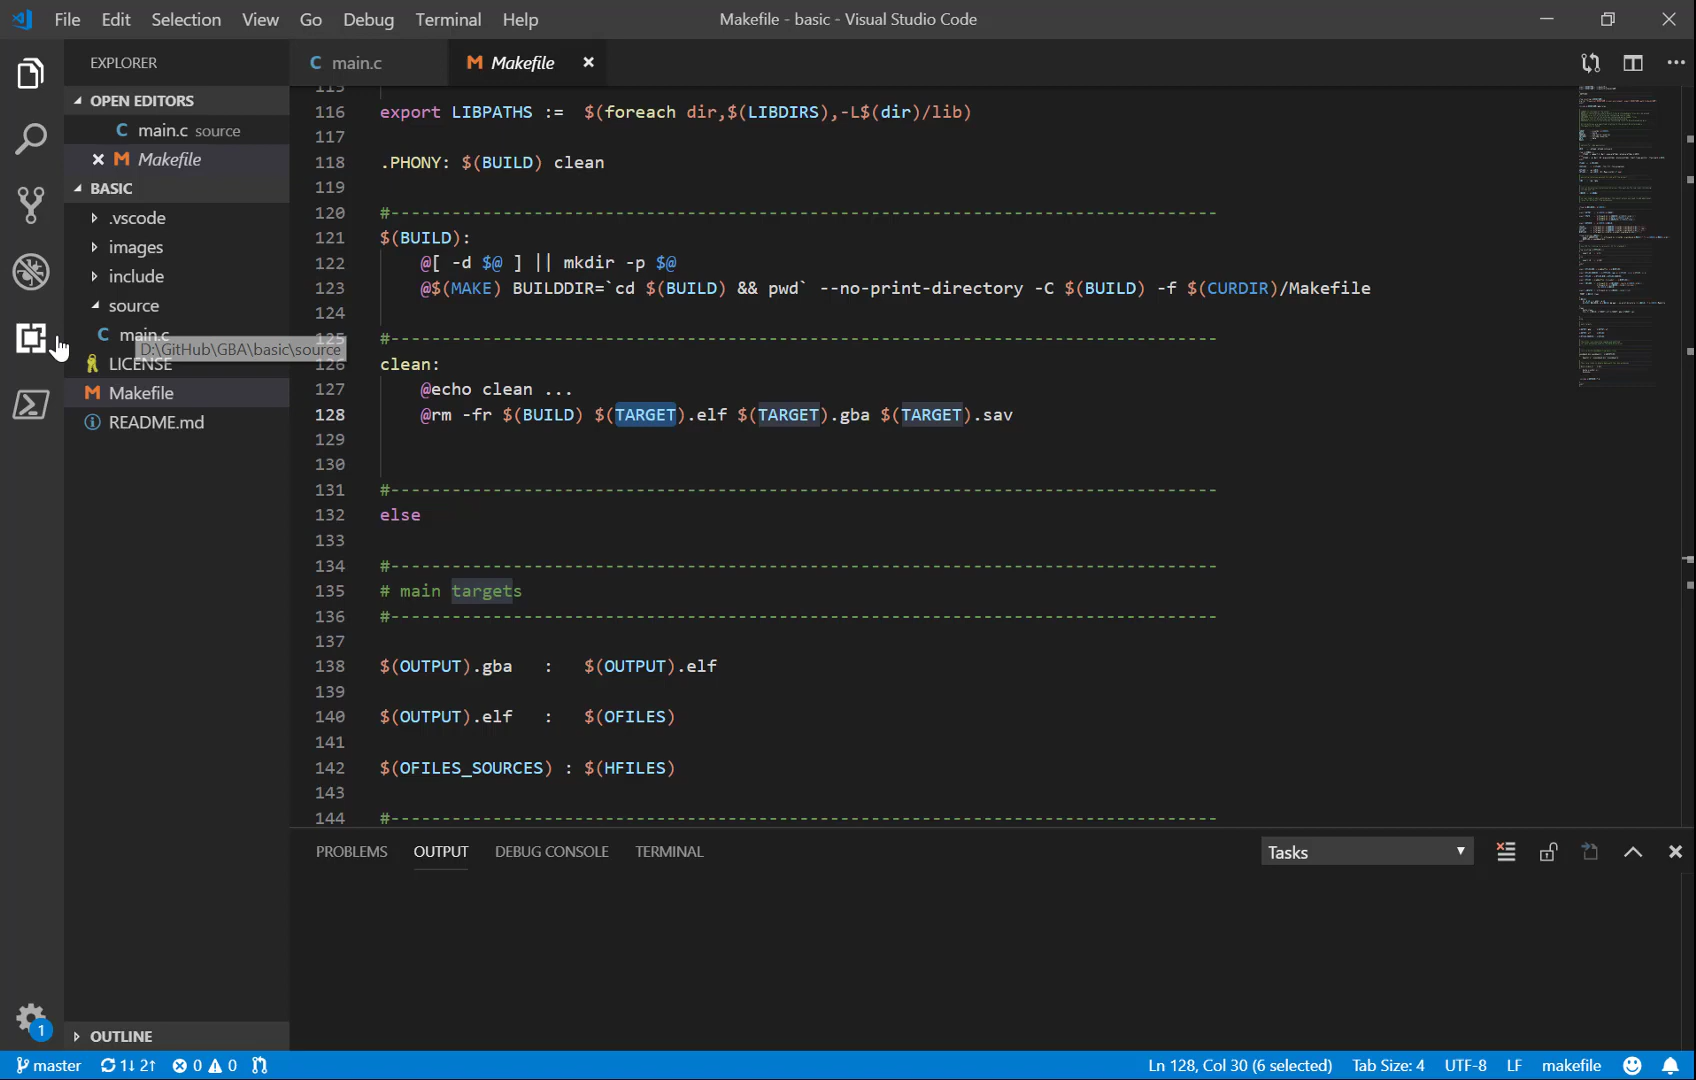 File Edit Selection View Go Debug Terminal Help
Makefile - basic - Visual Studio Code
EXPLORER
OPEN EDITORS
main.c source
Makefile
BASIC
.vscode
images
include
source
main.c
D:\GitHub\GBA\basic\source
LICENSE
Makefile
README.md
OUTLINE
1
main.c
Makefile
115
116 export LIBPATHS := $(foreach dir,$(LIBDIRS),-L$(dir)/lib)
117
118 .PHONY: $(BUILD) clean
119
120 #---------------------------------------------------------------------------------
121 $(BUILD):
122 @[ -d $@ ] || mkdir -p $@
123 @$(MAKE) BUILDDIR=`cd $(BUILD) && pwd` --no-print-directory -C $(BUILD) -f $(CURDIR)/Makefile
124
125 #---------------------------------------------------------------------------------
126 clean:
127 @echo clean ...
128 @rm -fr $(BUILD) $(TARGET).elf $(TARGET).gba $(TARGET).sav
129
130
131 #---------------------------------------------------------------------------------
132 else
133
134 #---------------------------------------------------------------------------------
135 # main targets
136 #---------------------------------------------------------------------------------
137
138 $(OUTPUT).gba : $(OUTPUT).elf
139
140 $(OUTPUT).elf : $(OFILES)
141
142 $(OFILES_SOURCES) : $(HFILES)
143
144 #---------------------------------------------------------------------------------
PROBLEMS OUTPUT DEBUG CONSOLE TERMINAL
Tasks
master 1↓ 2↑ 0 0
Ln 128, Col 30 (6 selected) Tab Size: 4 UTF-8 LF makefile